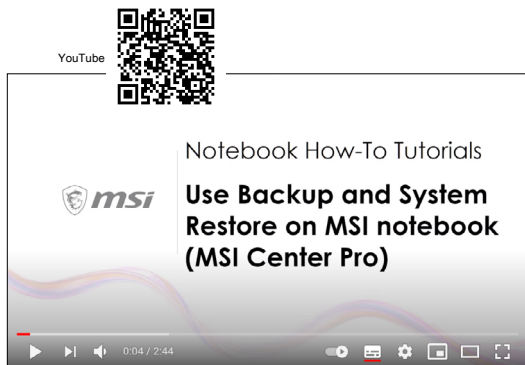 YouTube
Notebook How-To Tutorials
msi
Use Backup and System
Restore on MSI notebook
(MSI Center Pro)
0:04 / 2:44